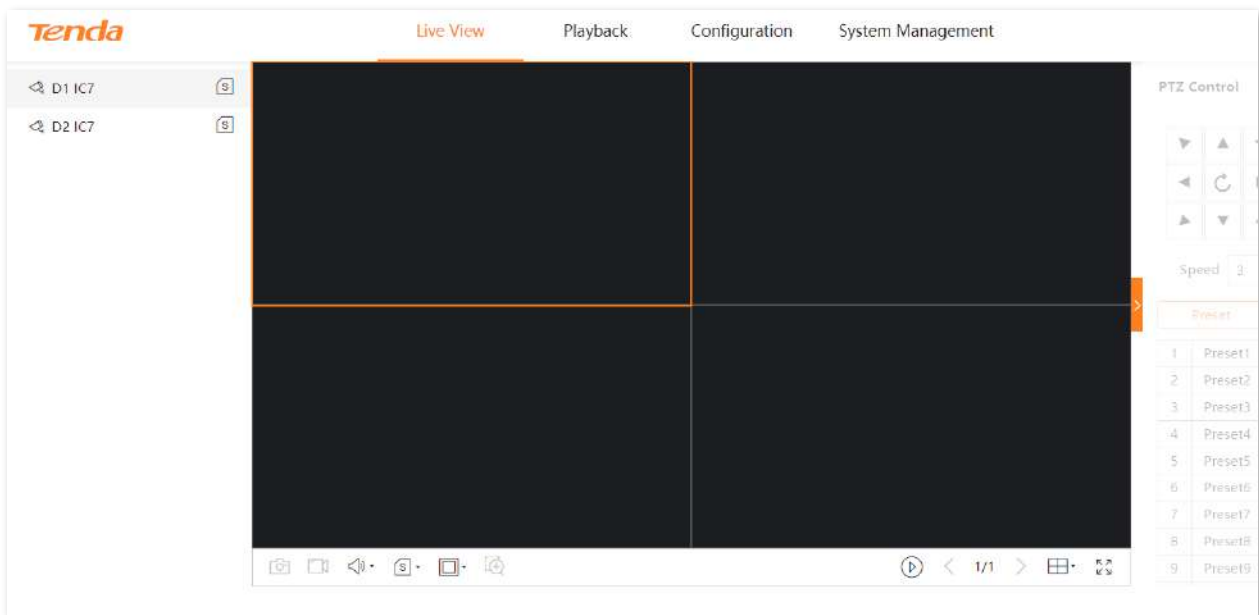 Tenda
Live View Playback Configuration System Management
D1 IC7 S
D2 IC7 S
PTZ Control
Speed 3
Preset
1 Preset1
2 Preset2
3 Preset3
4 Preset4
5 Preset5
6 Preset6
7 Preset7
8 Preset8
9 Preset9
S 1/1